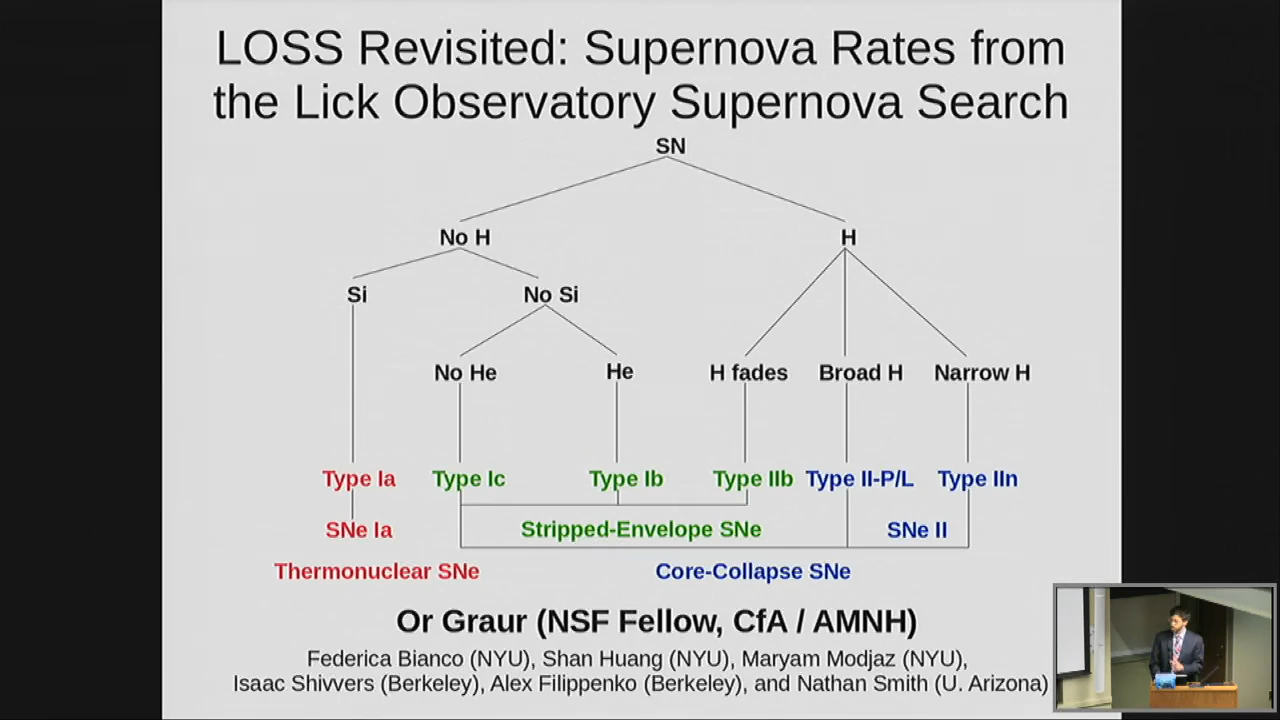 LOSS Revisited: Supernova Rates from
the Lick Observatory Supernova Search
SN
No H
H
Si
No Si
No He
He
H fades
Broad H
Narrow H
Type Ia
Type Ic
Type Ib
Type IIb
Type II-P/L
Type IIn
SNe Ia
Stripped-Envelope SNe
SNe II
Thermonuclear SNe
Core-Collapse SNe
Or Graur (NSF Fellow, CfA / AMNH)
Federica Bianco (NYU), Shan Huang (NYU), Maryam Modjaz (NYU),
Isaac Shivvers (Berkeley), Alex Filippenko (Berkeley), and Nathan Smith (U. Arizona)